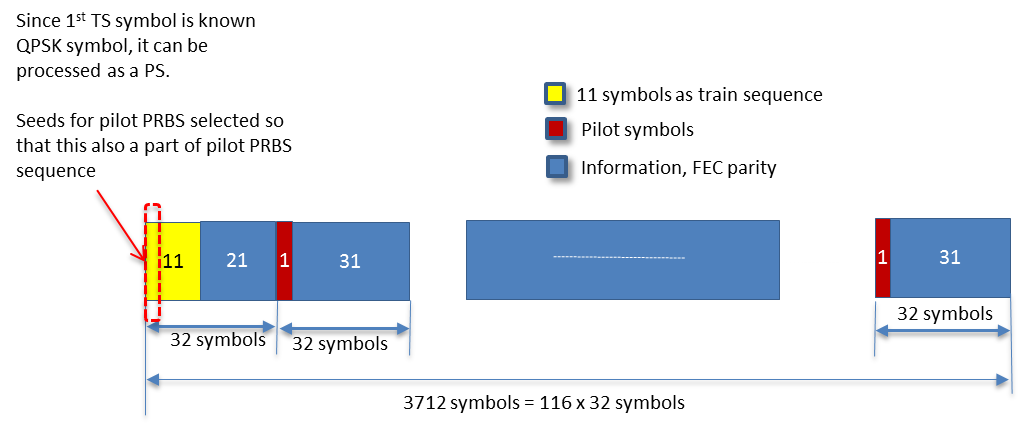 Since 1st TS symbol is known
QPSK symbol, it can be
processed as a PS.
Seeds for pilot PRBS selected so
that this also a part of pilot PRBS
sequence
11 symbols as train sequence
Pilot symbols
Information, FEC parity
11 21 1 31 1 31
32 symbols 32 symbols 32 symbols
3712 symbols = 116 x 32 symbols